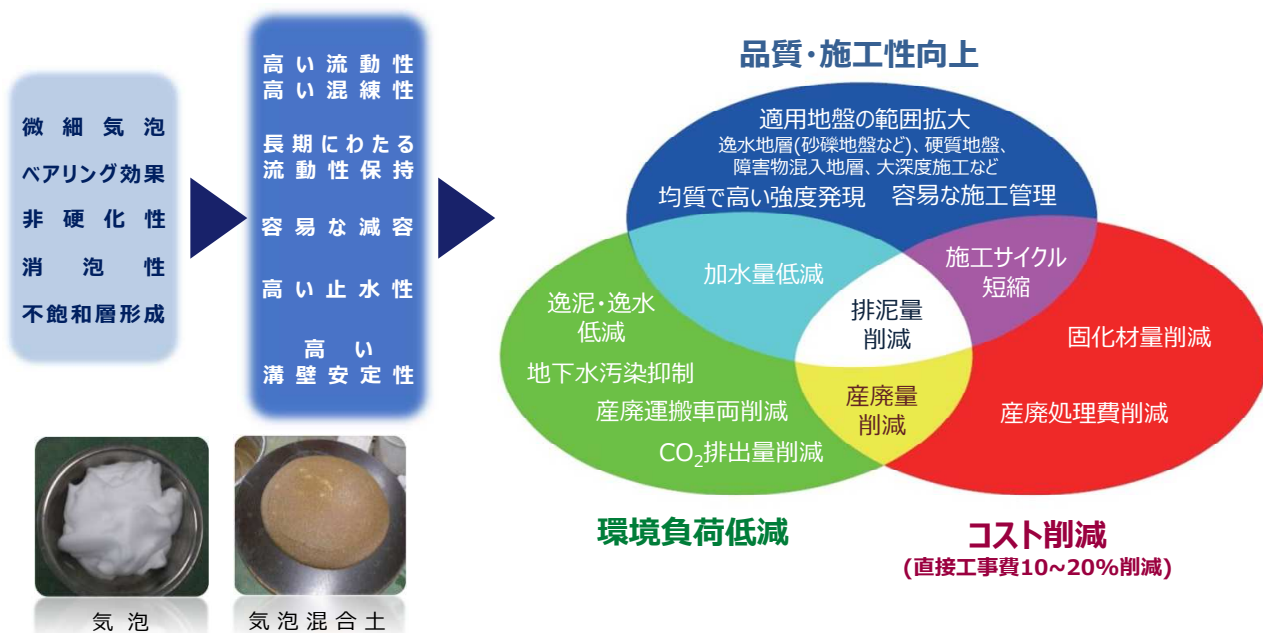 微細気泡
ベアリング効果
非硬化性
消泡性
不飽和層形成
高い流動性
高い混練性
長期にわたる
流動性保持
容易な減容
高い止水性
高い
溝壁安定性
気泡
気泡混合土
品質・施工性向上
適用地盤の範囲拡大
逸水地層(砂礫地盤など)、硬質地盤、
障害物混入地層、大深度施工など
均質で高い強度発現 容易な施工管理
加水量低減
施工サイクル
短縮
排泥量
削減
逸泥・逸水
低減
地下水汚染抑制
産廃運搬車両削減
CO₂排出量削減
産廃量
削減
固化材量削減
産廃処理費削減
環境負荷低減
コスト削減
(直接工事費10~20%削減)